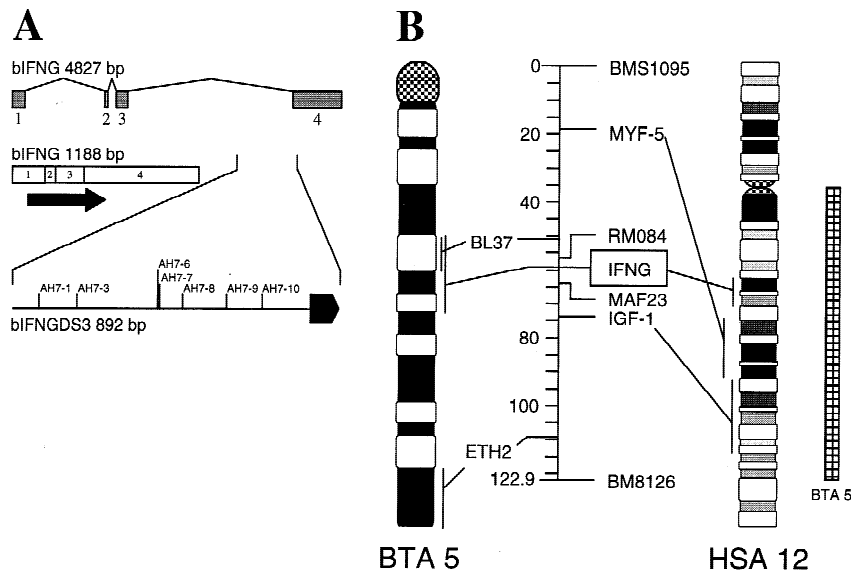 A
bIFNG 4827 bp
1 2 3 4
bIFNG 1188 bp
1 2 3 4
AH7-6
AH7-7
AH7-1 AH7-3 AH7-8 AH7-9 AH7-10
bIFNGDS3 892 bp
B
0 BMS1095
20 MYF-5
40
BL37 RM084
IFNG
MAF23
IGF-1
80
100
ETH2
122.9 BM8126
BTA 5
BTA 5 HSA 12